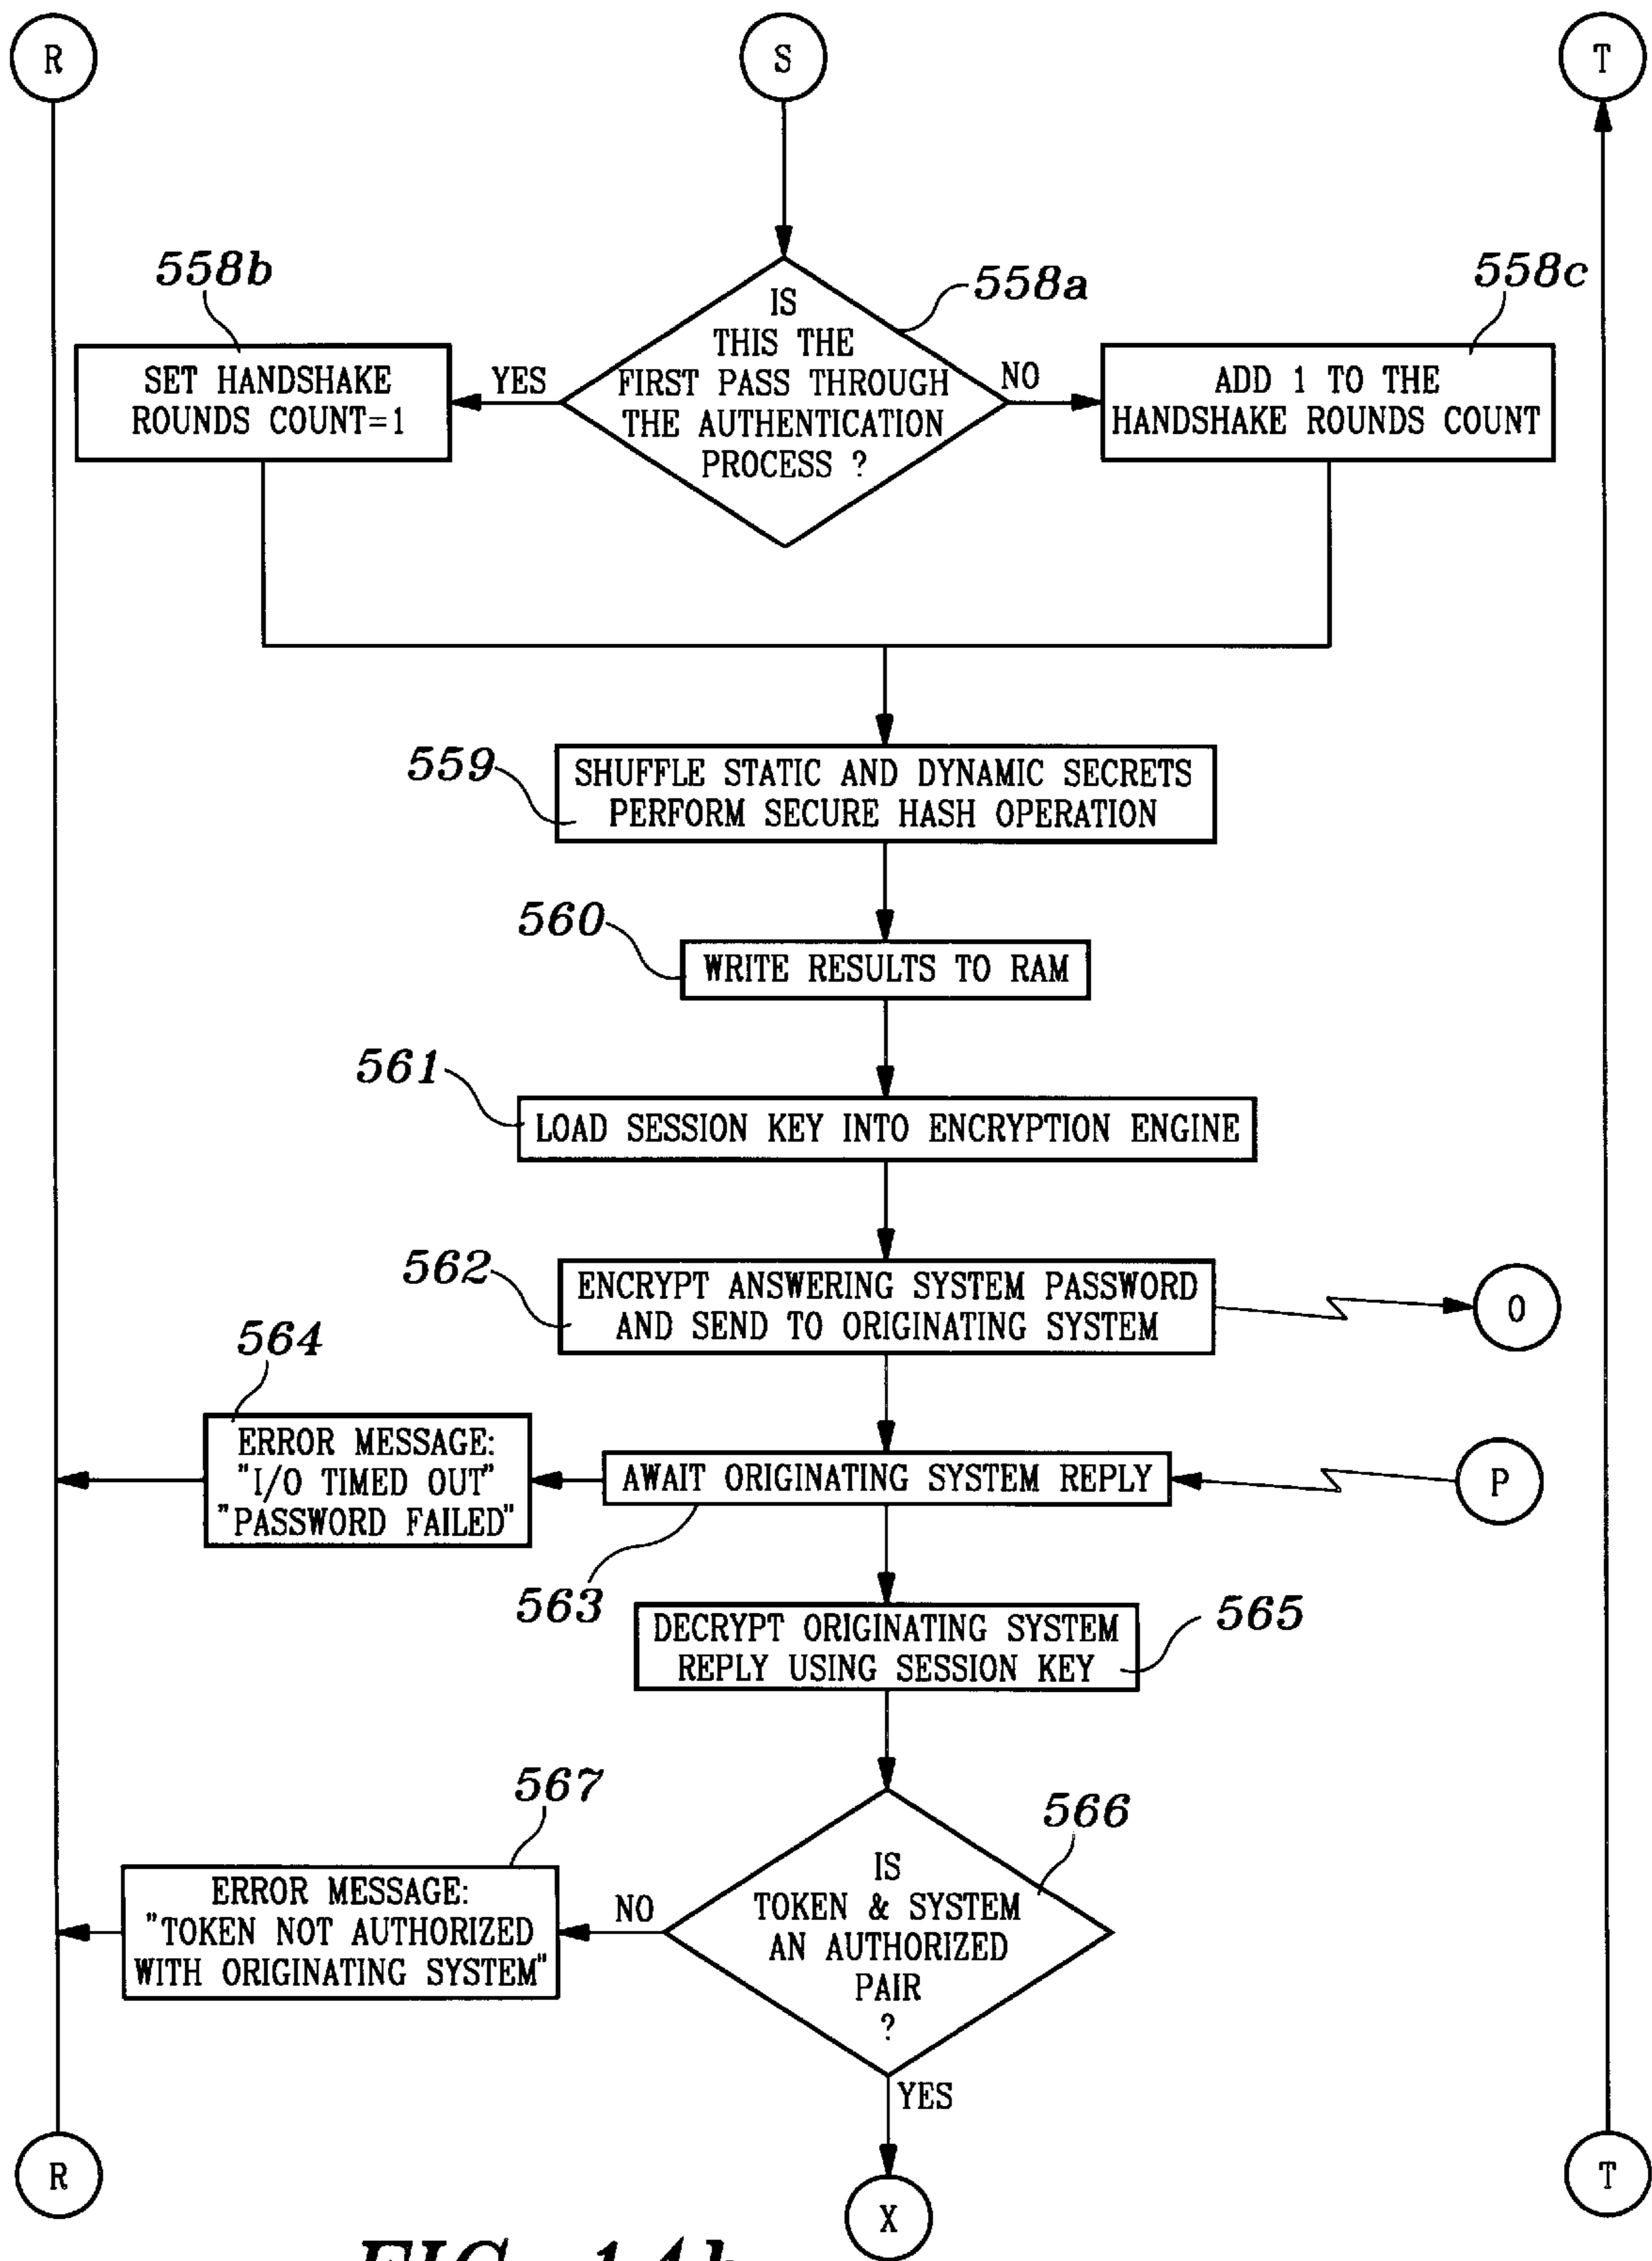 R
S
T
558b
558a
558c
IS
THIS THE
FIRST PASS THROUGH
THE AUTHENTICATION
PROCESS ?
YES
NO
SET HANDSHAKE
ROUNDS COUNT=1
ADD 1 TO THE
HANDSHAKE ROUNDS COUNT
559
SHUFFLE STATIC AND DYNAMIC SECRETS
PERFORM SECURE HASH OPERATION
560
WRITE RESULTS TO RAM
561
LOAD SESSION KEY INTO ENCRYPTION ENGINE
562
ENCRYPT ANSWERING SYSTEM PASSWORD
AND SEND TO ORIGINATING SYSTEM
O
564
ERROR MESSAGE:
"I/O TIMED OUT"
"PASSWORD FAILED"
AWAIT ORIGINATING SYSTEM REPLY
P
563
565
DECRYPT ORIGINATING SYSTEM
REPLY USING SESSION KEY
567
566
ERROR MESSAGE:
"TOKEN NOT AUTHORIZED
WITH ORIGINATING SYSTEM"
NO
IS
TOKEN & SYSTEM
AN AUTHORIZED
PAIR
?
YES
R
X
T